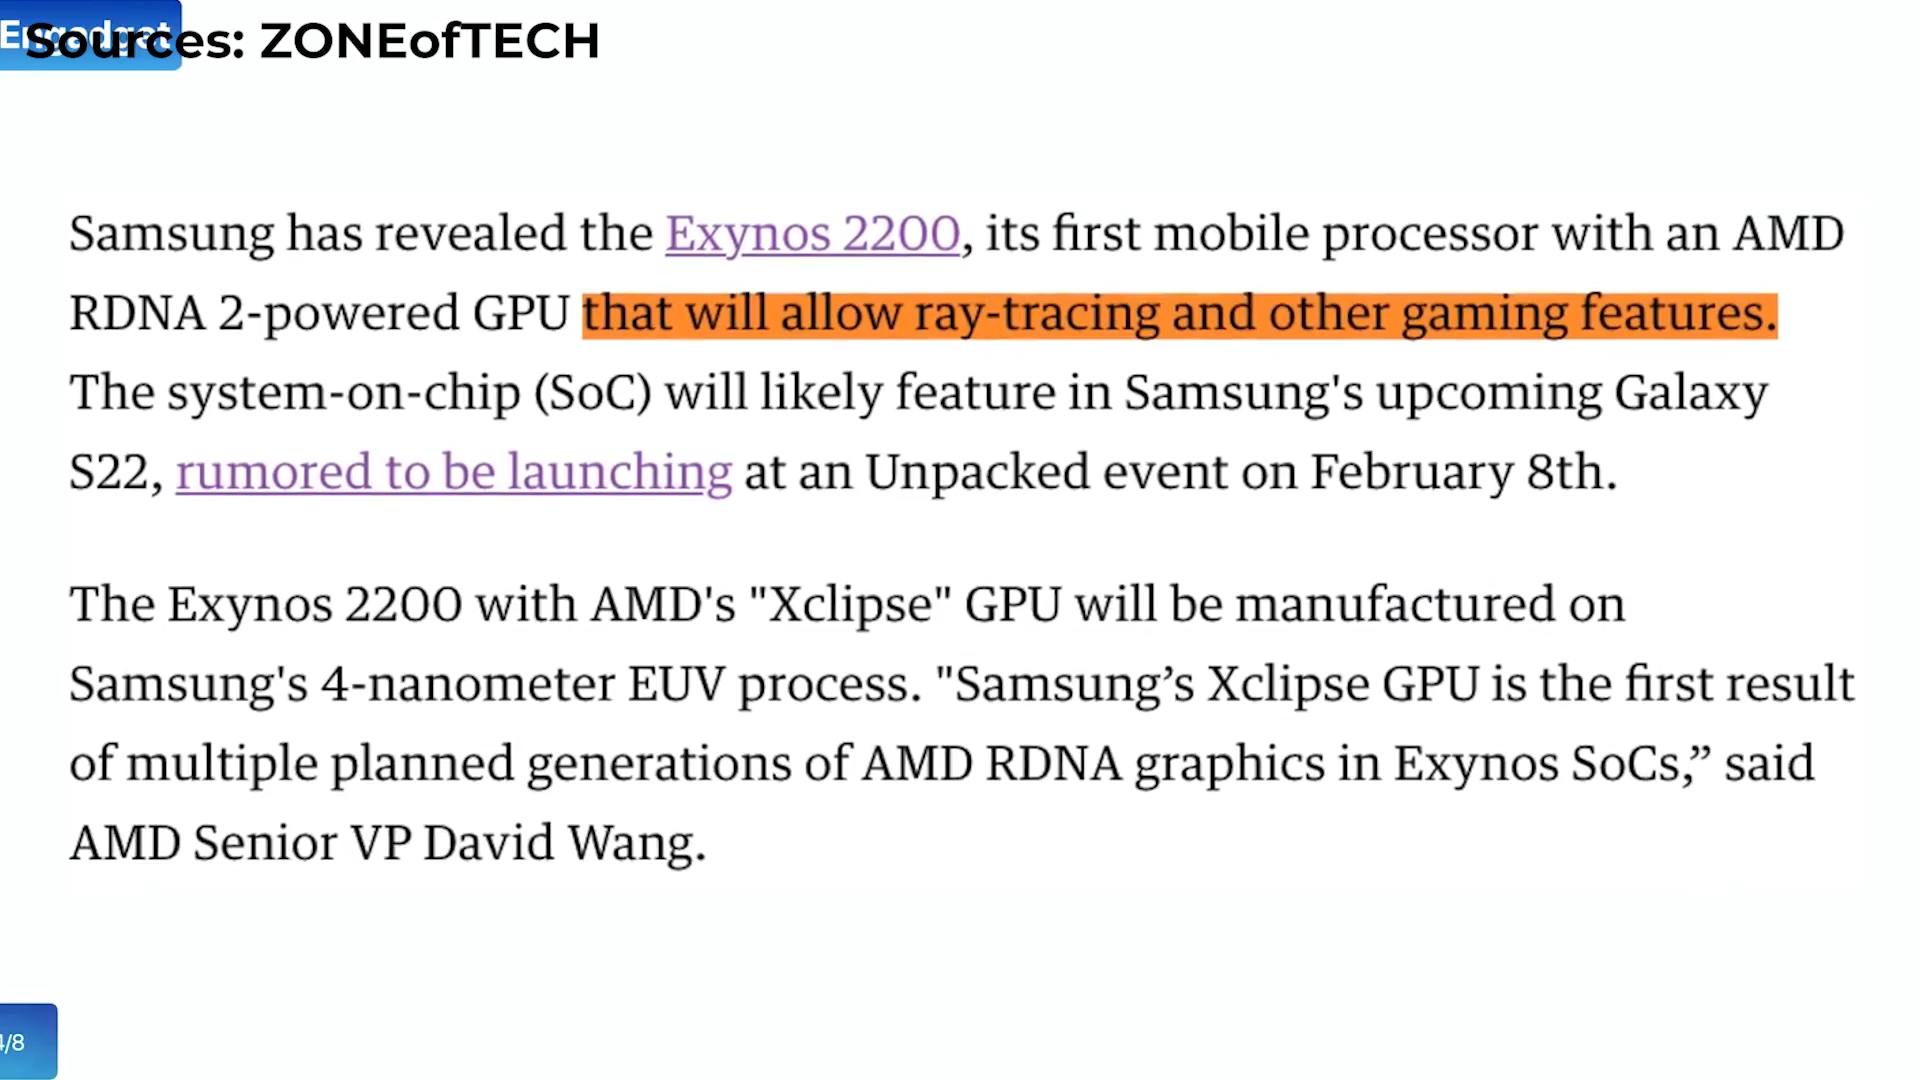 Engadget
Sources: ZONEofTECH
Samsung has revealed the Exynos 2200, its first mobile processor with an AMD
RDNA 2-powered GPU that will allow ray-tracing and other gaming features.
The system-on-chip (SoC) will likely feature in Samsung's upcoming Galaxy
S22, rumored to be launching at an Unpacked event on February 8th.
The Exynos 2200 with AMD's "Xclipse" GPU will be manufactured on
Samsung's 4-nanometer EUV process. "Samsung’s Xclipse GPU is the first result
of multiple planned generations of AMD RDNA graphics in Exynos SoCs,” said
AMD Senior VP David Wang.
4/8